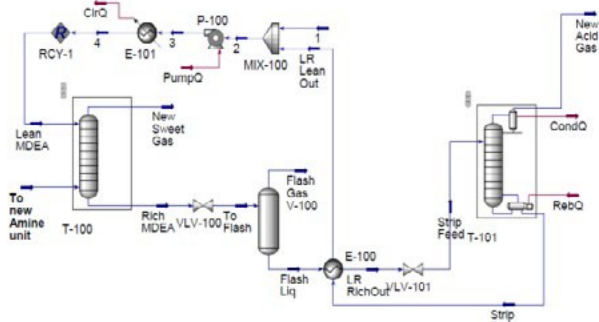 ClrQ
P-100
1
New
Acid
Gas
4
3
2
RCY-1
E-101
MIX-100
LR
Lean
Out
PumpQ
New
Sweet
Gas
Lean
MDEA
CondQ
Flash
Gas
V-100
To
new
Amine
unit
RebQ
Rich
MDEA
VLV-100
To
Flash
Strip
Feed
T-100
T-101
E-100
Flash
Liq
LR
RichOut
VLV-101
Strip